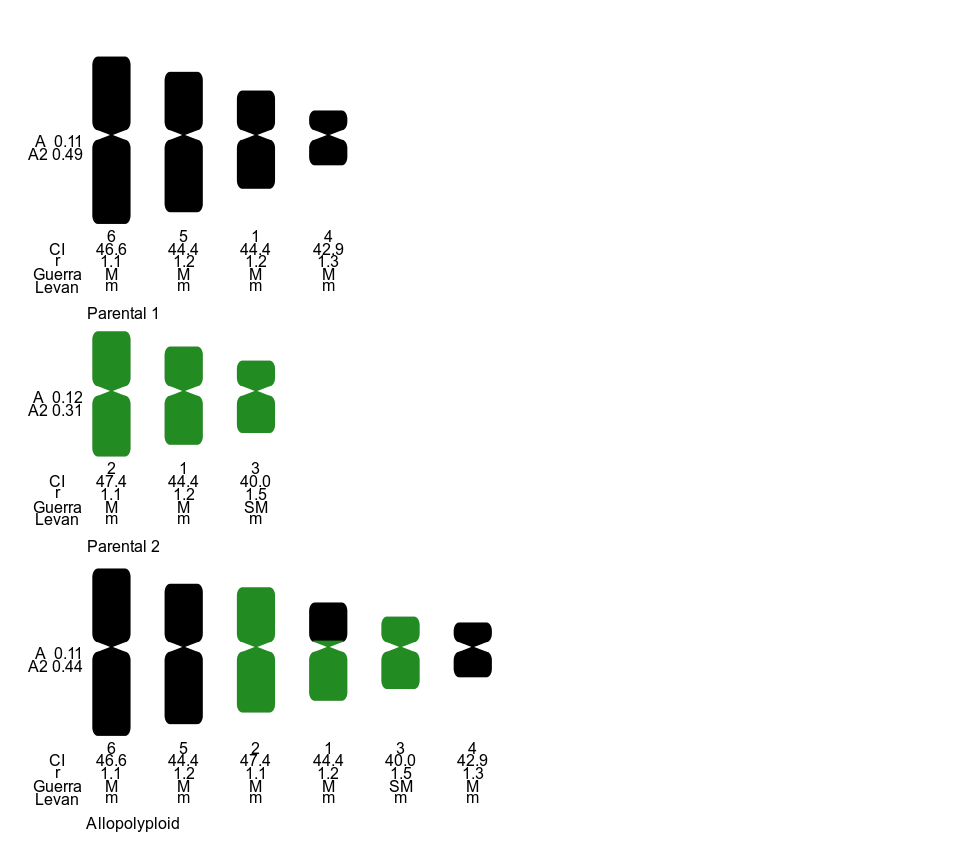 A 0.11
A2 0.49
6 5 1 4
CI 46.6 44.4 44.4 42.9
r 1.1 1.2 1.2 1.3
Guerra M M M M
Levan m m m m
Parental 1
A 0.12
A2 0.31
2 1 3
CI 47.4 44.4 40.0
r 1.1 1.2 1.5
Guerra M M SM
Levan m m m
Parental 2
A 0.11
A2 0.44
6 5 2 1 3 4
CI 46.6 44.4 47.4 44.4 40.0 42.9
r 1.1 1.2 1.1 1.2 1.5 1.3
Guerra M M M M SM M
Levan m m m m m m
Allopolyploid